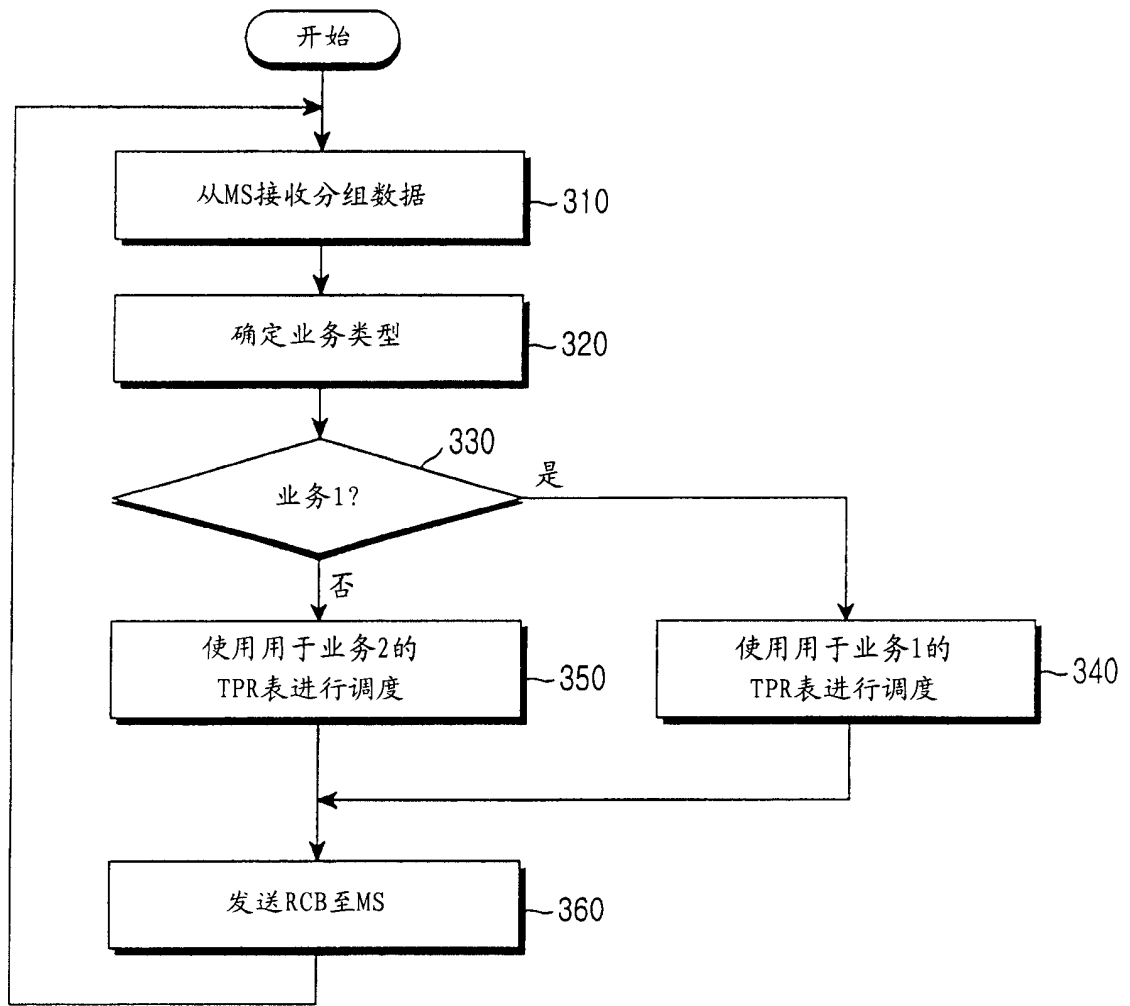 开始
从MS接收分组数据
310
确定业务类型
320
330
业务1?
是
否
使用用于业务2的
TPR表进行调度
350
使用用于业务1的
TPR表进行调度
340
发送RCB至MS
360